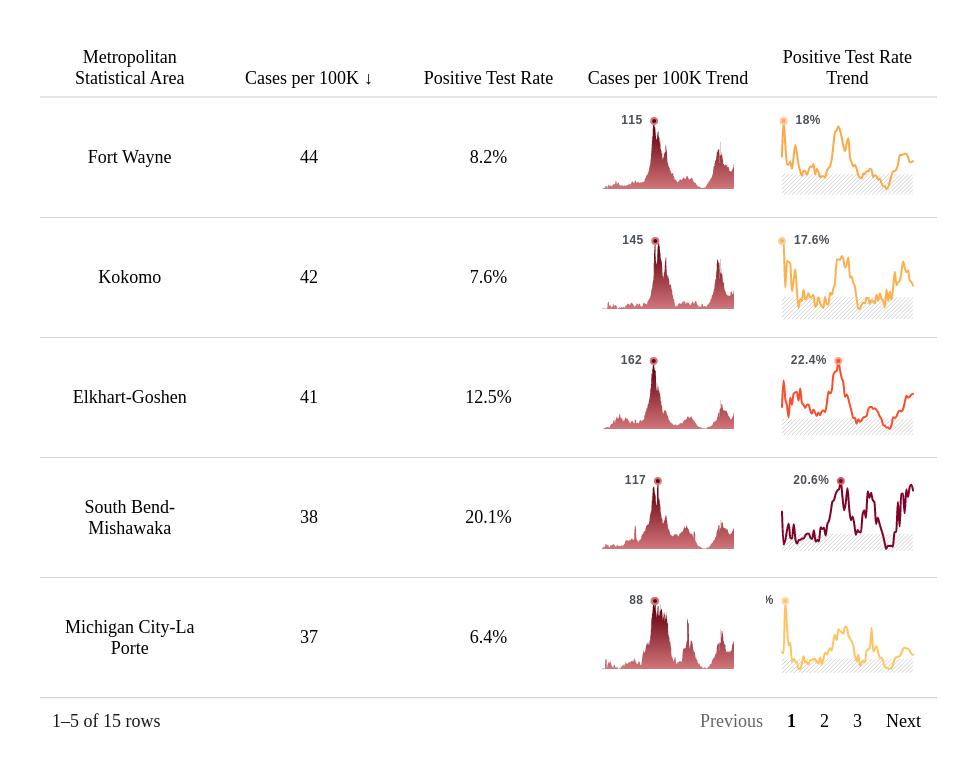 Metropolitan
Statistical Area
Cases per 100K ↓
Positive Test Rate
Cases per 100K Trend
Positive Test Rate
Trend
Fort Wayne
44
8.2%
115
18%
Kokomo
42
7.6%
145
17.6%
Elkhart-Goshen
41
12.5%
162
22.4%
South Bend-
Mishawaka
38
20.1%
117
20.6%
Michigan City-La
Porte
37
6.4%
88
%
1–5 of 15 rows
Previous 1 2 3 Next